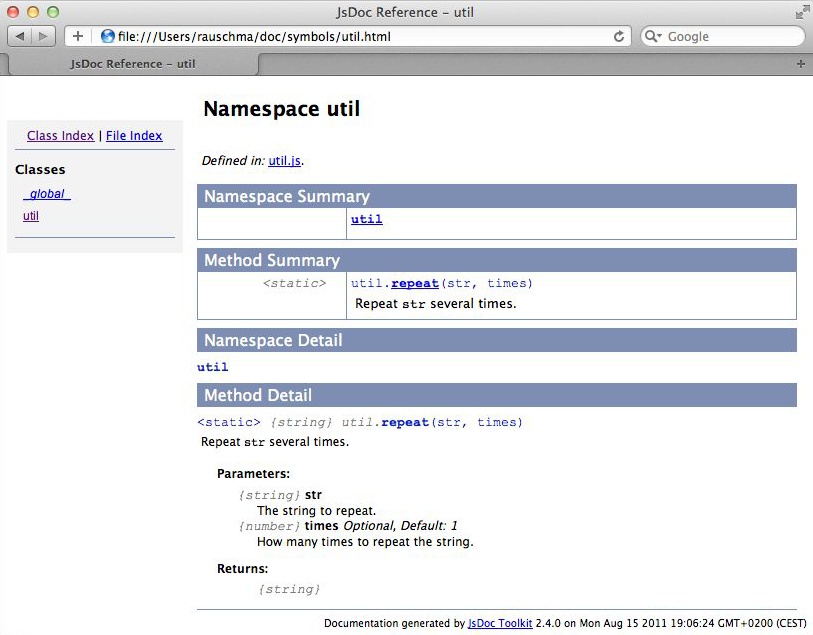 JsDoc Reference – util
file:///Users/rauschma/doc/symbols/util.html
Google
JsDoc Reference – util
Namespace util
Class Index | File Index
Classes
_global_
util
Defined in: util.js.
Namespace Summary
util
Method Summary
<static> util.repeat(str, times)
Repeat str several times.
Namespace Detail
util
Method Detail
<static> {string} util.repeat(str, times)
Repeat str several times.
Parameters:
{string} str
The string to repeat.
{number} times Optional, Default: 1
How many times to repeat the string.
Returns:
{string}
Documentation generated by JsDoc Toolkit 2.4.0 on Mon Aug 15 2011 19:06:24 GMT+0200 (CEST)